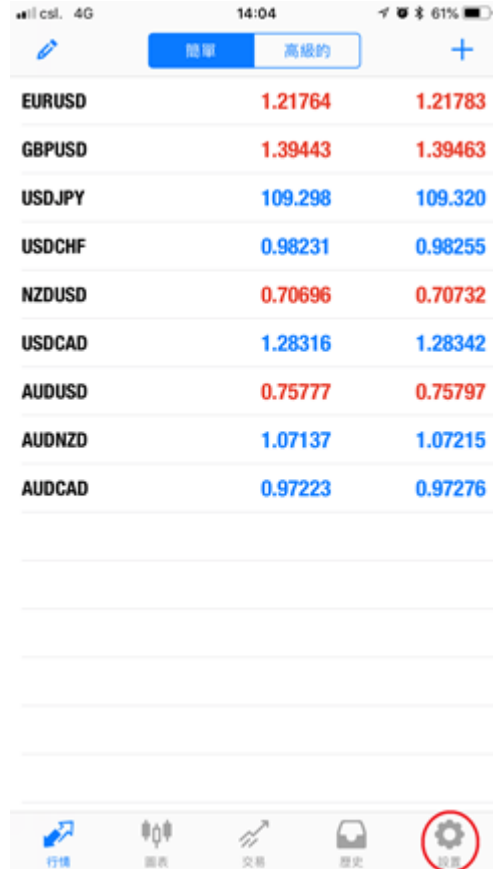 csl. 4G 14:04 61%
簡單 高級的
EURUSD 1.21764 1.21783
GBPUSD 1.39443 1.39463
USDJPY 109.298 109.320
USDCHF 0.98231 0.98255
NZDUSD 0.70696 0.70732
USDCAD 1.28316 1.28342
AUDUSD 0.75777 0.75797
AUDNZD 1.07137 1.07215
AUDCAD 0.97223 0.97276
行情 圖表 交易 歷史 設置